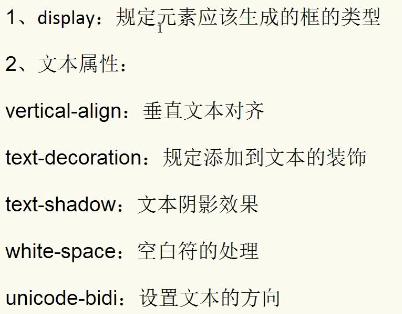 1、display：规定元素应该生成的框的类型
2、文本属性：
vertical-align：垂直文本对齐
text-decoration：规定添加到文本的装饰
text-shadow：文本阴影效果
white-space：空白符的处理
unicode-bidi：设置文本的方向